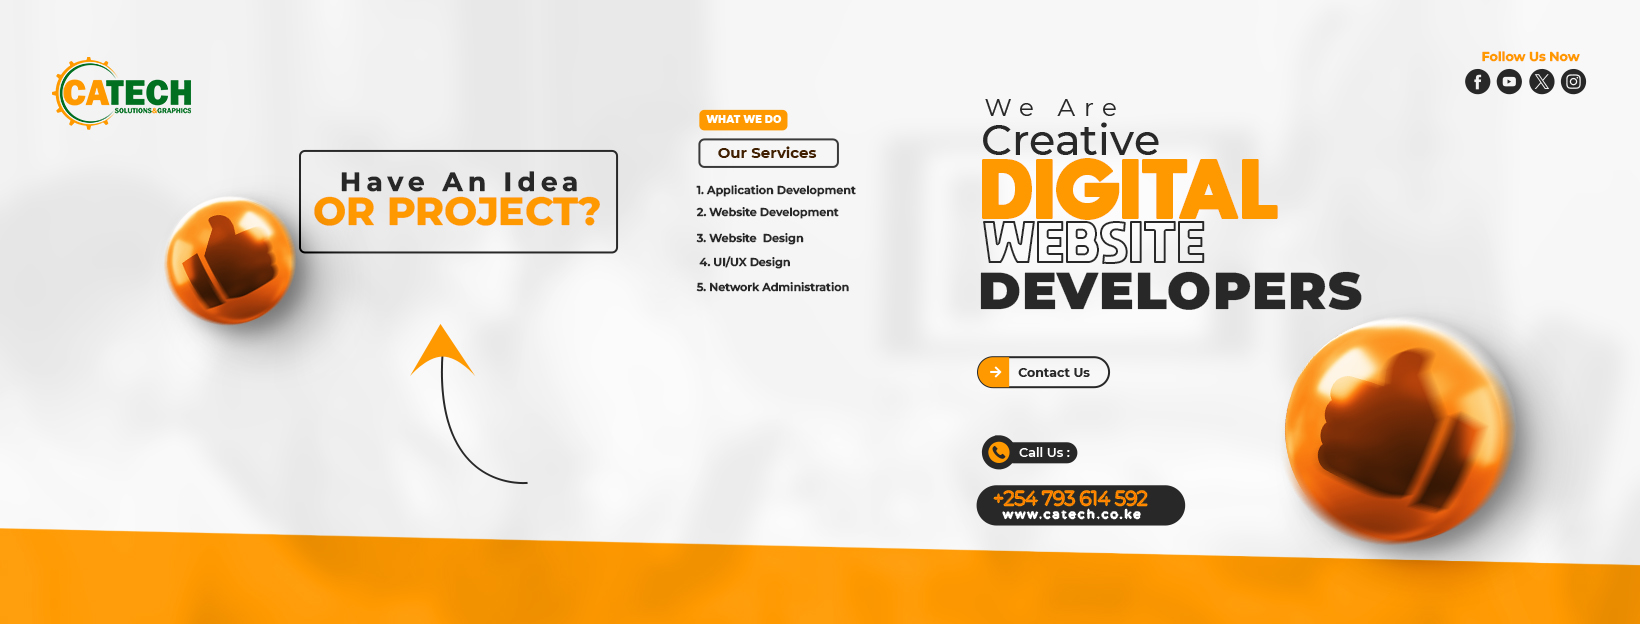 CATECH
SOLUTIONS&GRAPHICS
Have An Idea
OR PROJECT?
WHAT WE DO
Our Services
1. Application Development
2. Website Development
3. Website Design
4. UI/UX Design
5. Network Administration
We Are
Creative
DIGITAL
WEBSITE
DEVELOPERS
Contact Us
Call Us :
+254 793 614 592
www.catech.co.ke
Follow Us Now